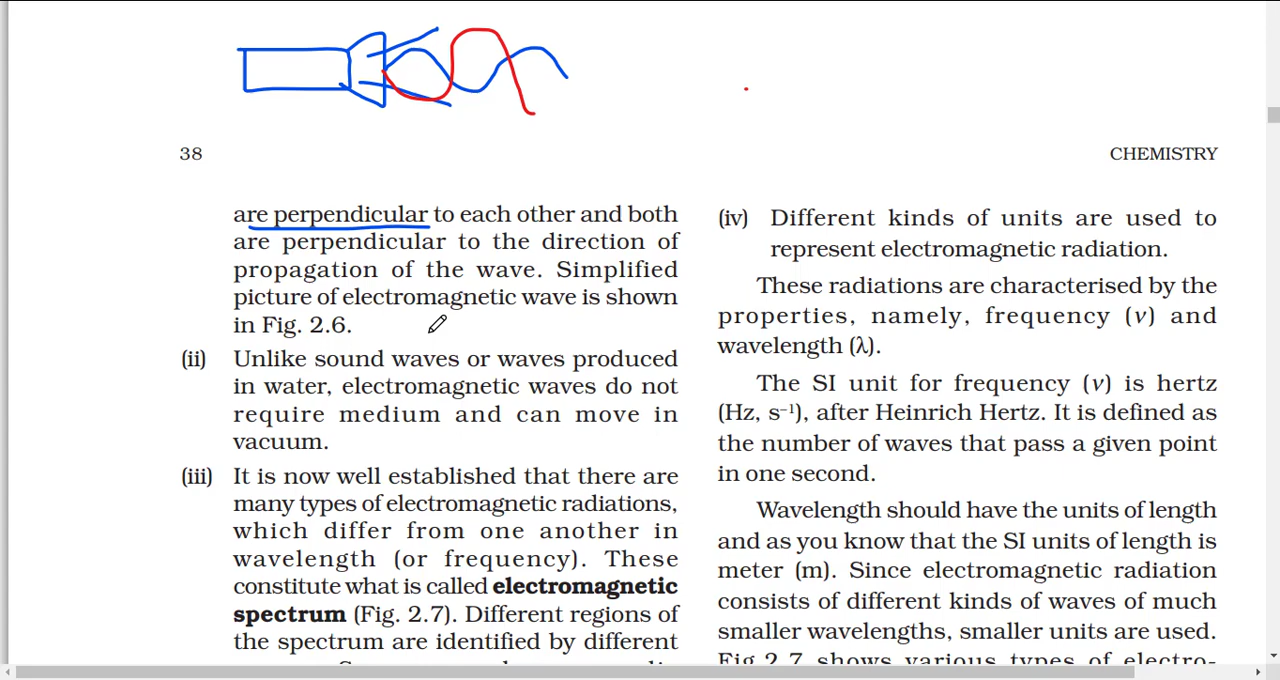 38
CHEMISTRY
are perpendicular to each other and both
are perpendicular to the direction of
propagation of the wave. Simplified
picture of electromagnetic wave is shown
in Fig. 2.6.
(ii) Unlike sound waves or waves produced
in water, electromagnetic waves do not
require medium and can move in
vacuum.
(iii) It is now well established that there are
many types of electromagnetic radiations,
which differ from one another in
wavelength (or frequency). These
constitute what is called electromagnetic
spectrum (Fig. 2.7). Different regions of
the spectrum are identified by different
(iv) Different kinds of units are used to
represent electromagnetic radiation.
These radiations are characterised by the
properties, namely, frequency (ν) and
wavelength (λ).
The SI unit for frequency (ν) is hertz
(Hz, s⁻¹), after Heinrich Hertz. It is defined as
the number of waves that pass a given point
in one second.
Wavelength should have the units of length
and as you know that the SI units of length is
meter (m). Since electromagnetic radiation
consists of different kinds of waves of much
smaller wavelengths, smaller units are used.
Fig.2.7 shows various types of electro-